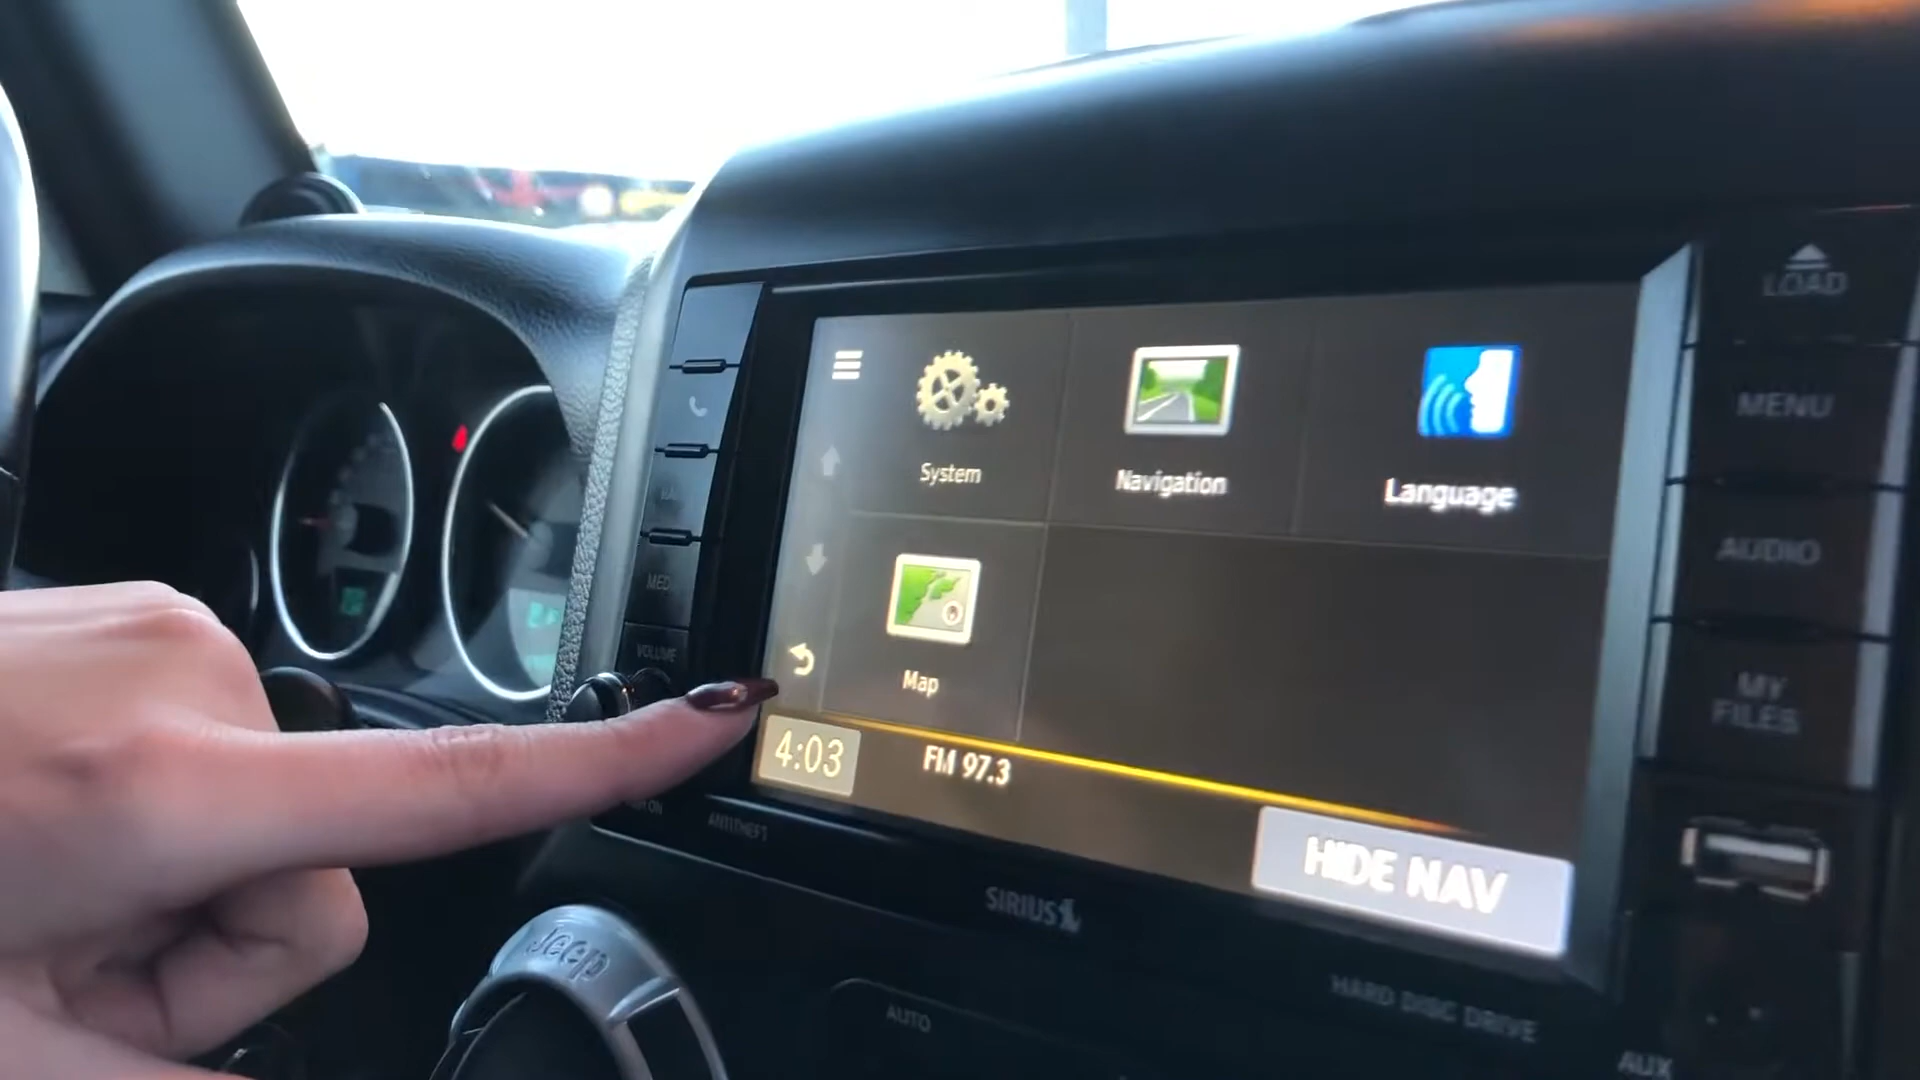 LOAD
MENU
AUDIO
MY
FILES
MED
VOLUME
System
Navigation
Language
Map
4:03
FM 97.3
HIDE NAV
ANTITHEFT
SIRIUS
HARD DISC DRIVE
AUX
Jeep
AUTO